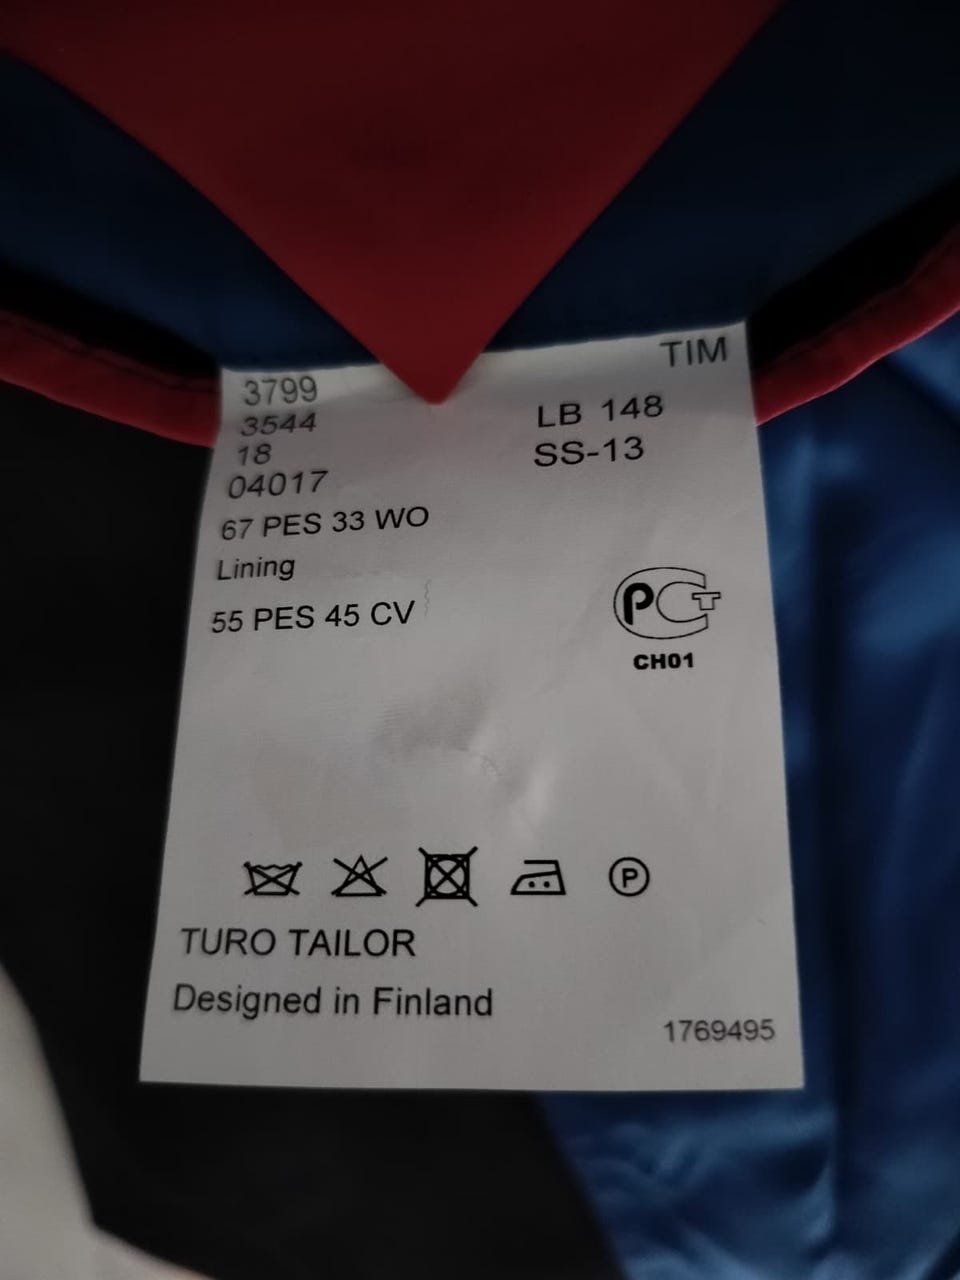 TIM
3799
3544
18
04017
LB 148
SS-13
67 PES 33 WO
Lining
55 PES 45 CV
РСТ
CH01
P
TURO TAILOR
Designed in Finland
1769495